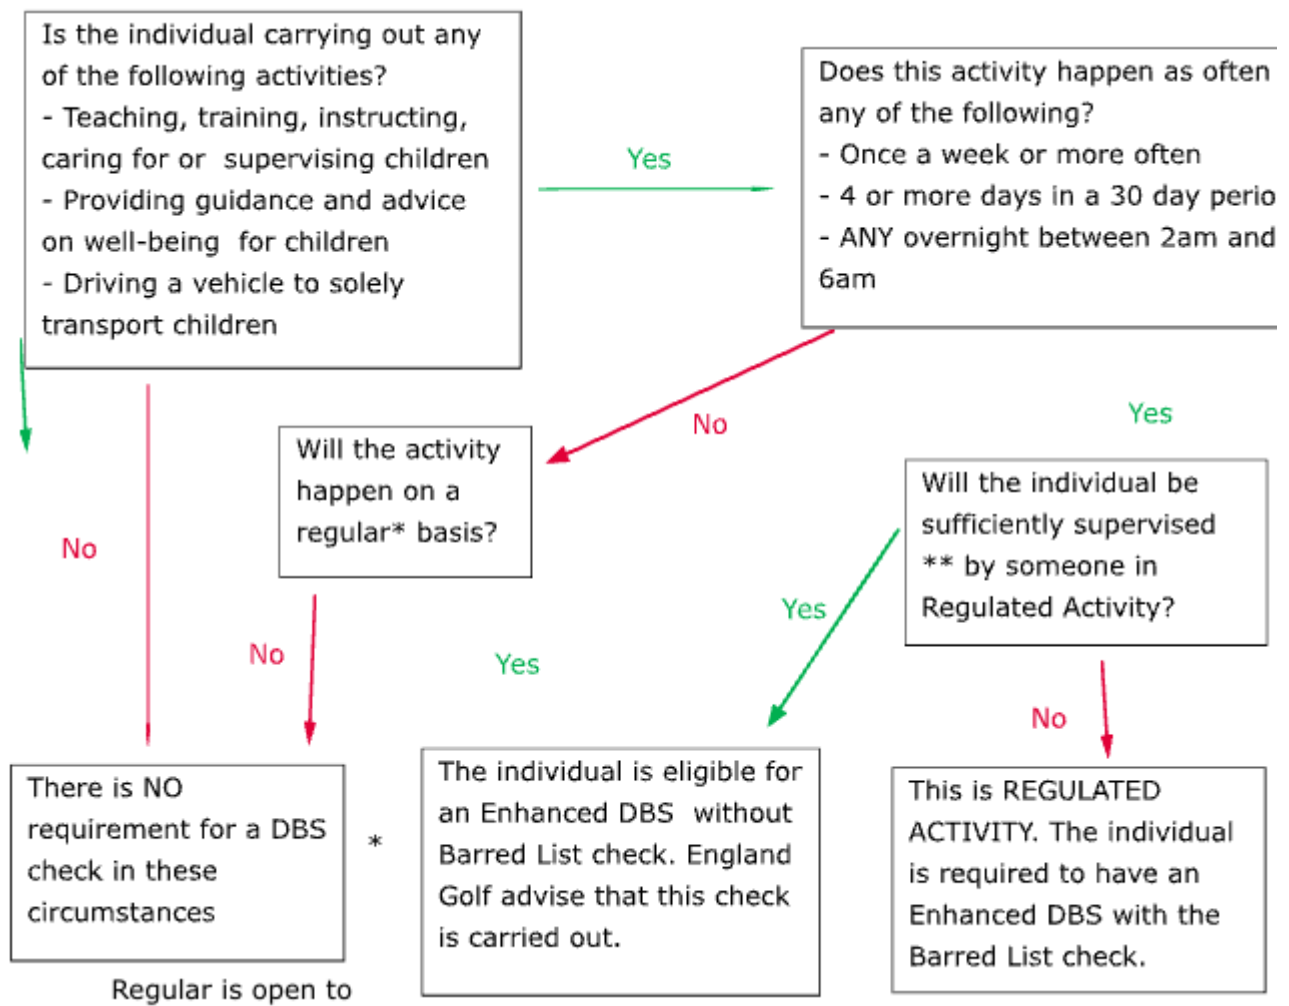 Is the individual carrying out any
of the following activities?
- Teaching, training, instructing,
caring for or supervising children
- Providing guidance and advice
on well-being for children
- Driving a vehicle to solely
transport children
Yes
Does this activity happen as often
any of the following?
- Once a week or more often
- 4 or more days in a 30 day perio
- ANY overnight between 2am and
6am
No
Yes
Will the activity
happen on a
regular* basis?
No
Will the individual be
sufficiently supervised
** by someone in
Regulated Activity?
Yes
No
Yes
No
There is NO
requirement for a DBS
check in these
circumstances
*
The individual is eligible for
an Enhanced DBS without
Barred List check. England
Golf advise that this check
is carried out.
This is REGULATED
ACTIVITY. The individual
is required to have an
Enhanced DBS with the
Barred List check.
Regular is open to